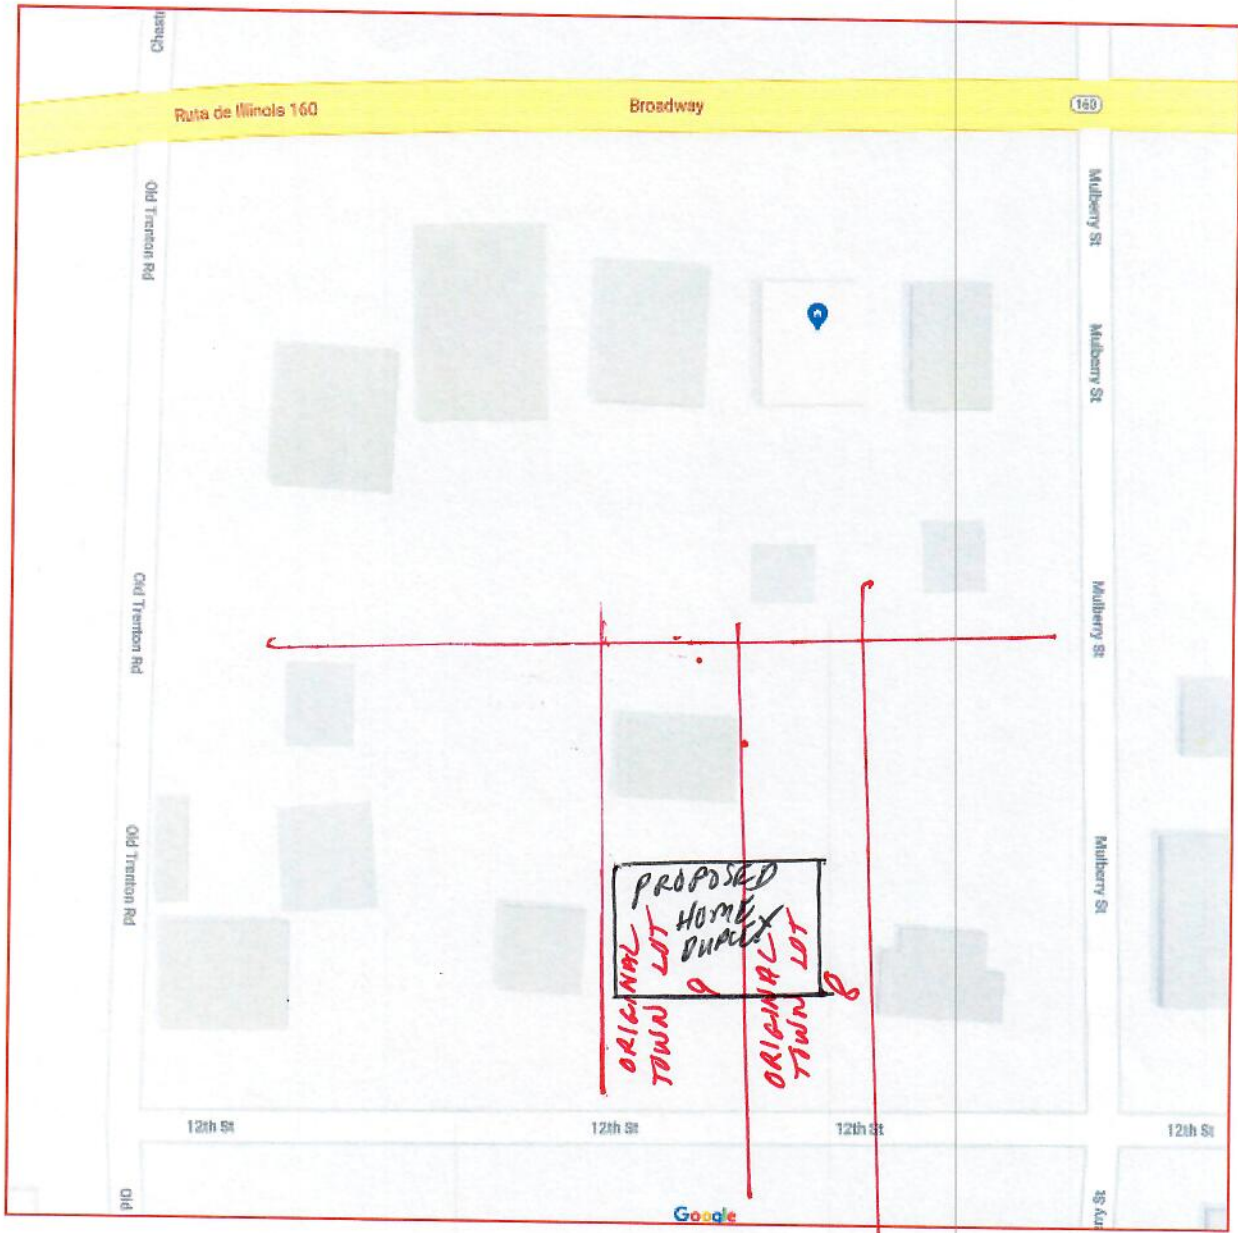 Chestn
Ruta de Illinois 160
Broadway
160
Old Trenton Rd
Mulberry St
Mulberry St
Old Trenton Rd
Mulberry St
Old Trenton Rd
Mulberry St
PROPOSED
HOME
DUPLEX
ORIGINAL
TOWN LOT
9
ORIGINAL
TOWN LOT
8
12th St
12th St
12th St
12th St
Old
rry St
Google